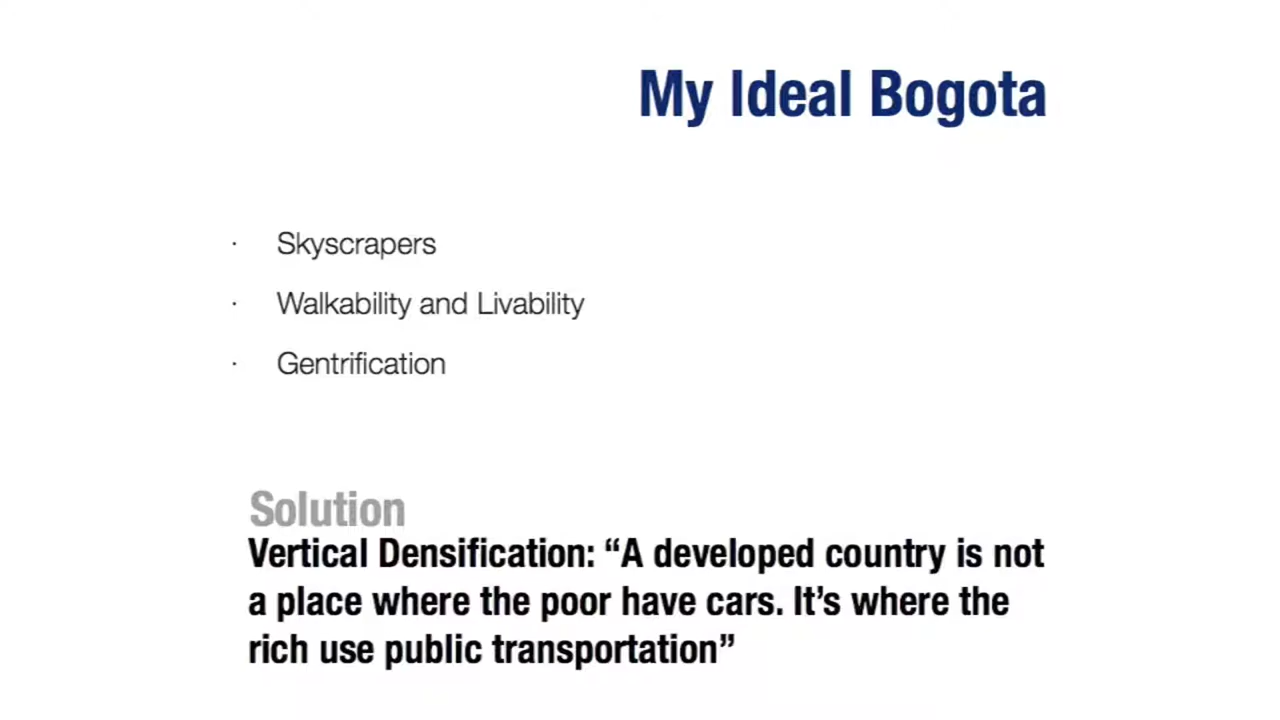 My Ideal Bogota
· Skyscrapers
· Walkability and Livability
· Gentrification
Solution
Vertical Densification: “A developed country is not
a place where the poor have cars. It’s where the
rich use public transportation”